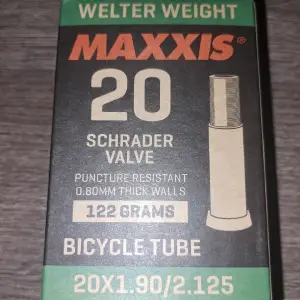 WELTER WEIGHT
MAXXIS®
20
SCHRADER
VALVE
PUNCTURE RESISTANT
0.80MM THICK WALLS
122 GRAMS
BICYCLE TUBE
20X1.90/2.125